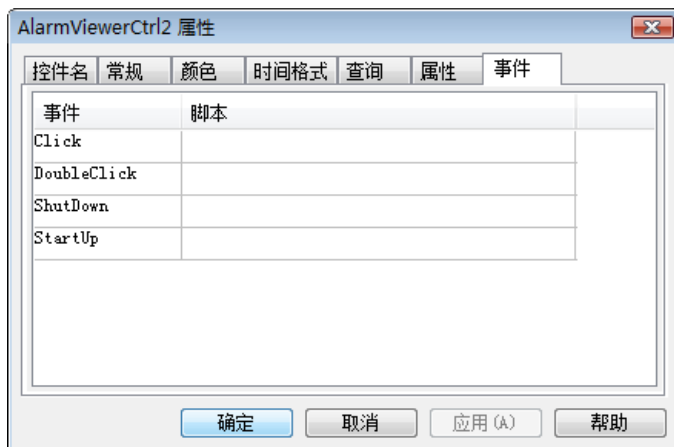 AlarmViewerCtrl2 属性
控件名 常规 颜色 时间格式 查询 属性 事件
事件 脚本
Click
DoubleClick
ShutDown
StartUp
确定 取消 应用(A) 帮助